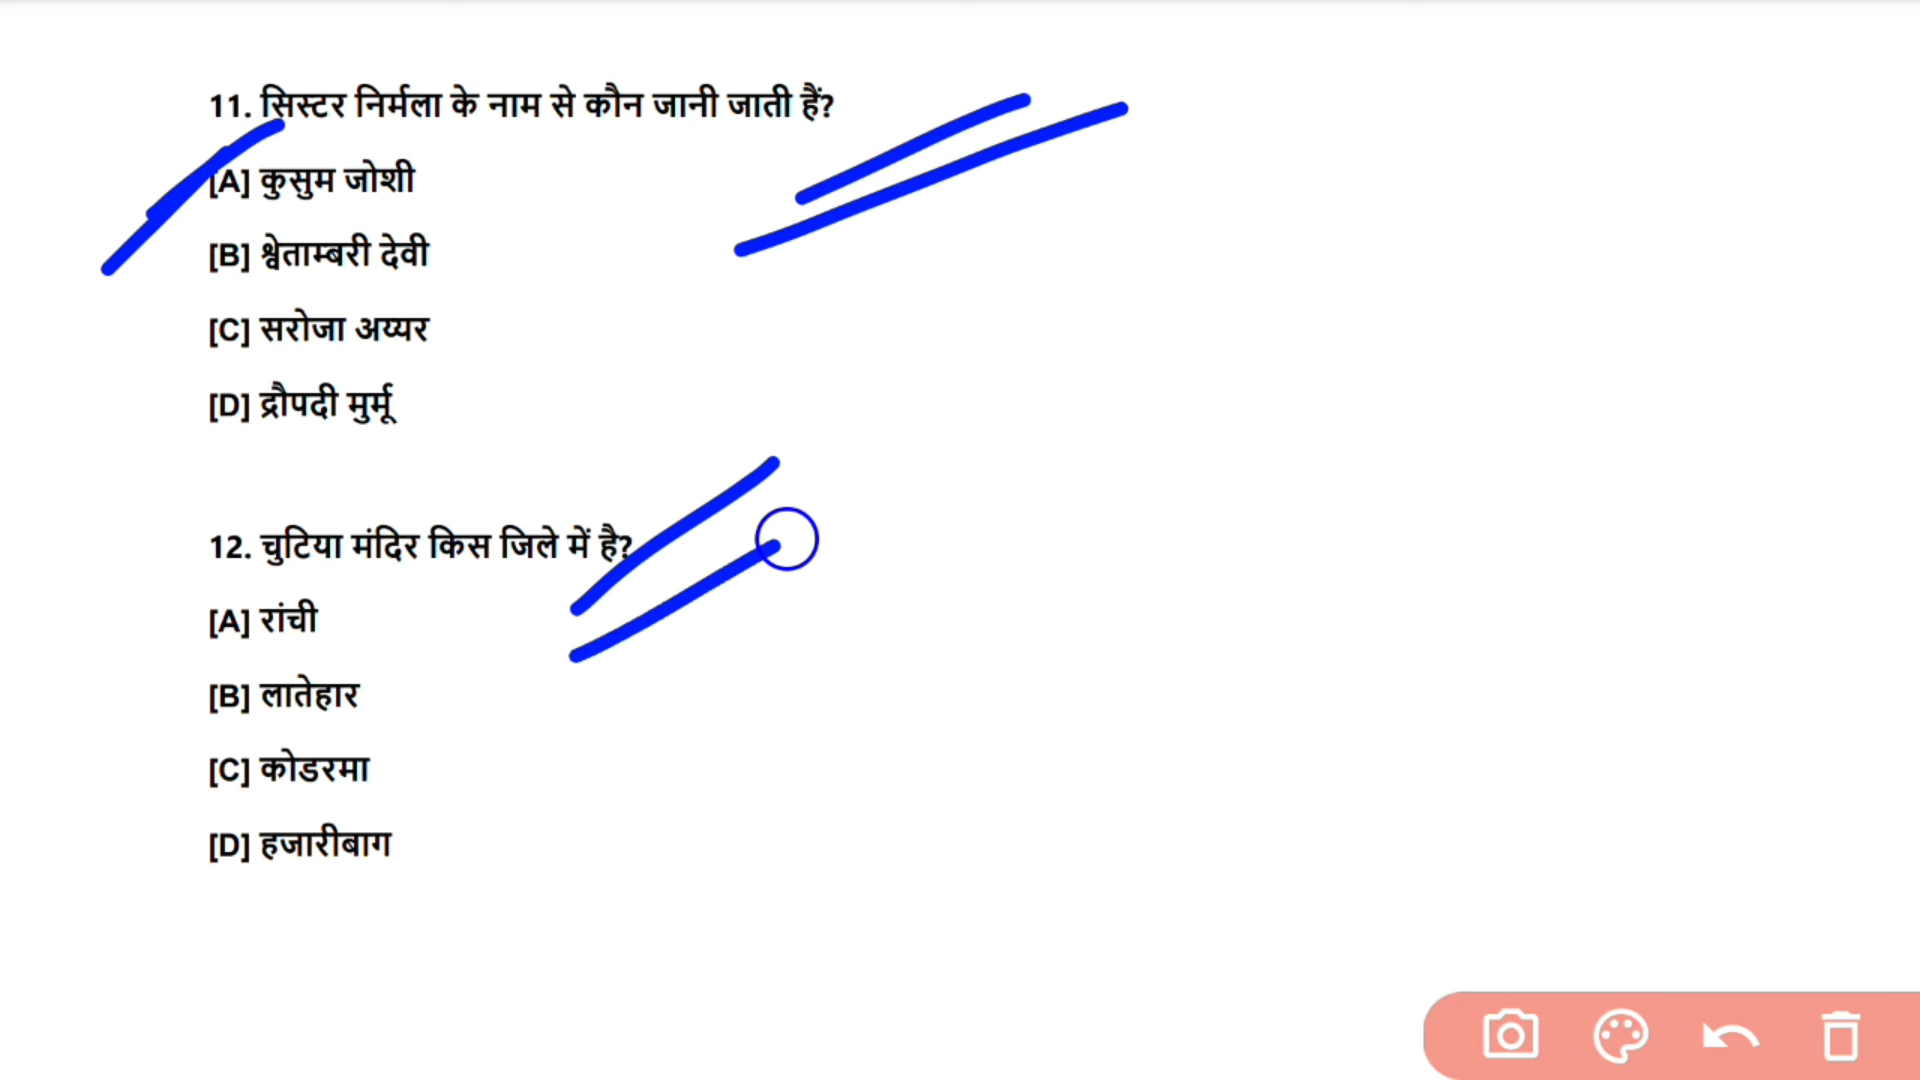 11. सिस्टर निर्मला के नाम से कौन जानी जाती हैं?
[A] कुसुम जोशी
[B] श्वेताम्बरी देवी
[C] सरोजा अय्यर
[D] द्रौपदी मुर्मू
12. चुटिया मंदिर किस जिले में है?
[A] रांची
[B] लातेहार
[C] कोडरमा
[D] हजारीबाग